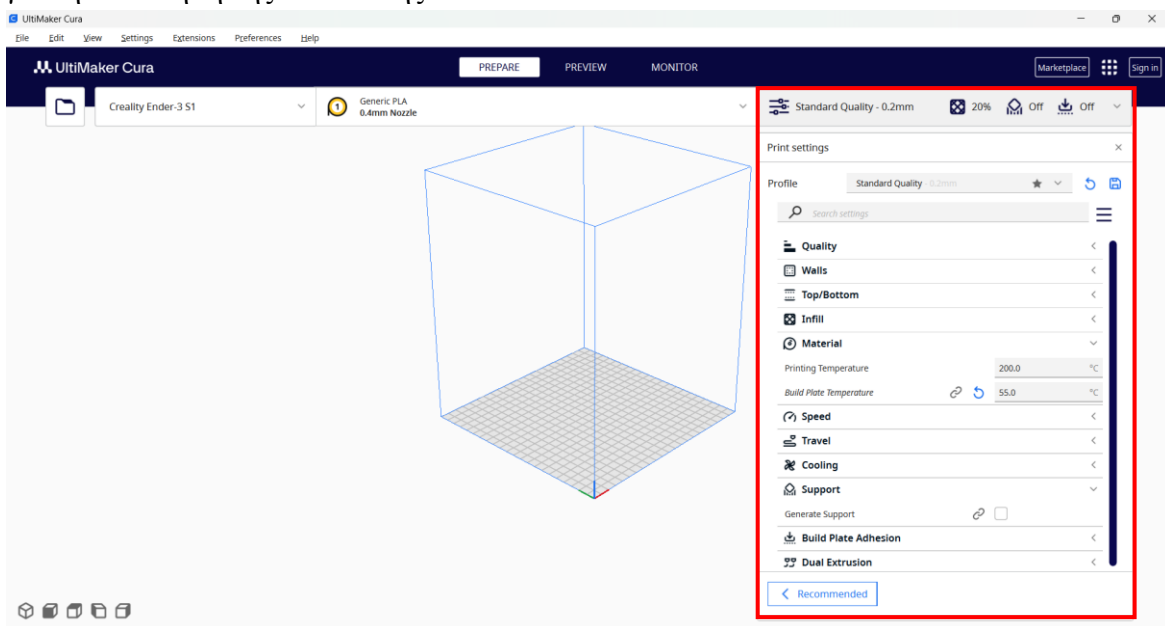 UltiMaker Cura
File Edit View Settings Extensions Preferences Help
UltiMaker Cura PREPARE PREVIEW MONITOR Marketplace Sign in
Creality Ender-3 S1
1
Generic PLA
0.4mm Nozzle
Standard Quality - 0.2mm 20% Off Off
Print settings
Profile Standard Quality - 0.2mm
Search settings
Quality
Walls
Top/Bottom
Infill
Material
Printing Temperature 200.0 °C
Build Plate Temperature 55.0 °C
Speed
Travel
Cooling
Support
Generate Support
Build Plate Adhesion
Dual Extrusion
Recommended